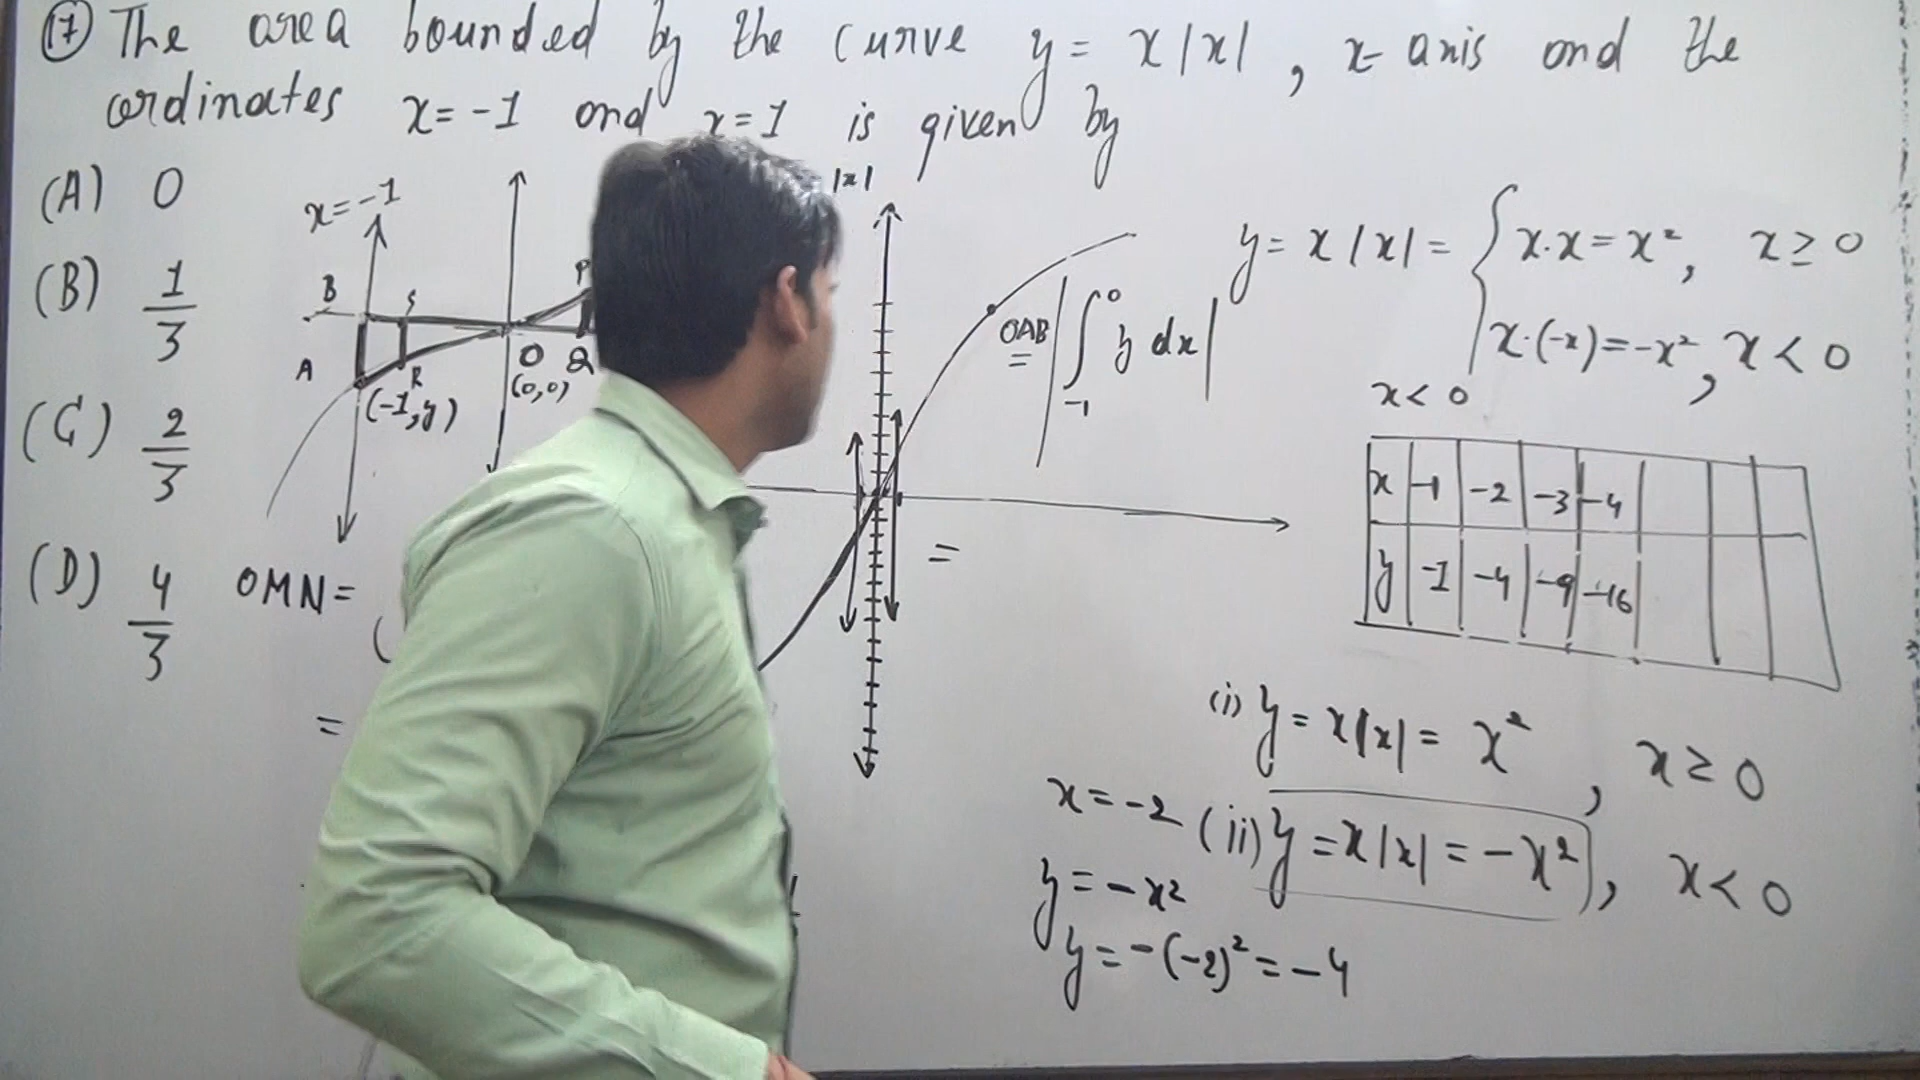 (17) The area bounded by the curve y = x|x| , x-axis and the
ordinates x = -1 and x = 1 is given by
(A) 0
(B) 1/3
(C) 2/3
(D) 4/3
x = -1
B S P
A R O Q
(-1, y) (0,0)
OMN =
=
|x|
OAB = |∫_{-1}^{0} y dx|
=
y = x|x| = { x·x = x², x ≥ 0
x·(-x) = -x², x < 0
x < 0
x -1 -2 -3 -4
y -1 -4 -9 -16
(i) y = x|x| = x² , x ≥ 0
(ii) y = x|x| = -x² , x < 0
x = -2
y = -x²
y = -(-2)² = -4